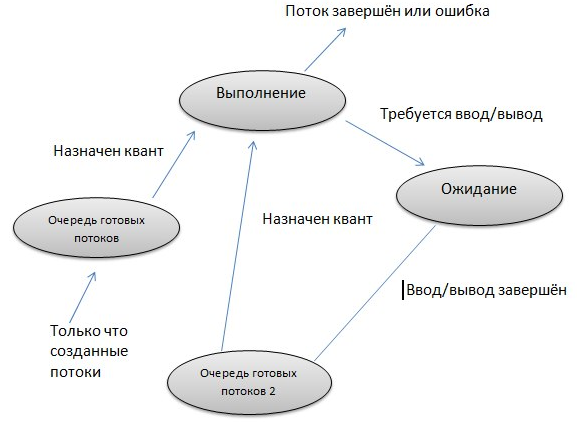 Поток завершён или ошибка
Выполнение
Требуется ввод/вывод
Назначен квант
Ожидание
Очередь готовых
потоков
Назначен квант
Ввод/вывод завершён
Только что
созданные
потоки
Очередь готовых
потоков 2